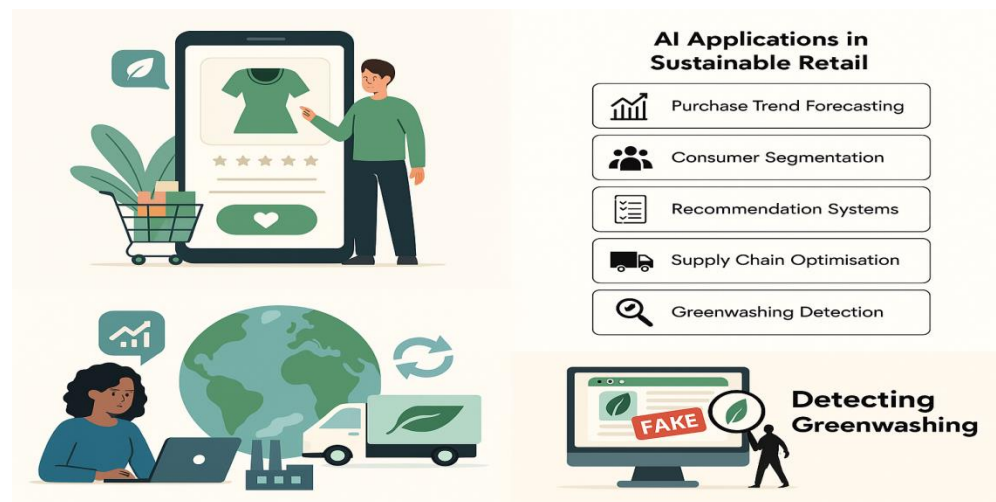 AI Applications in
Sustainable Retail
Purchase Trend Forecasting
Consumer Segmentation
Recommendation Systems
Supply Chain Optimisation
Greenwashing Detection
FAKE
Detecting
Greenwashing